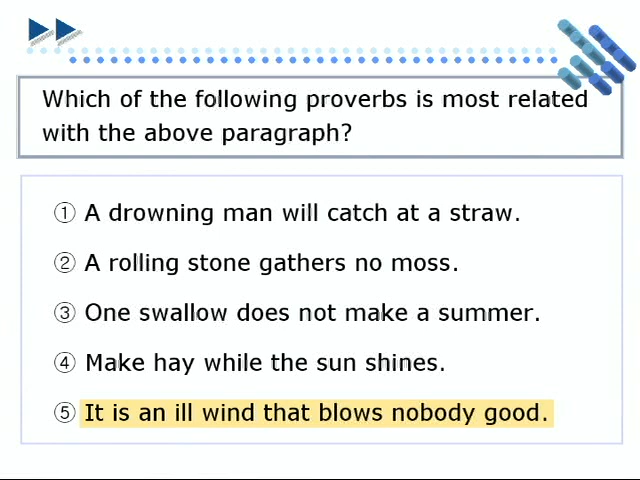 Which of the following proverbs is most related
with the above paragraph?
① A drowning man will catch at a straw.
② A rolling stone gathers no moss.
③ One swallow does not make a summer.
④ Make hay while the sun shines.
⑤ It is an ill wind that blows nobody good.